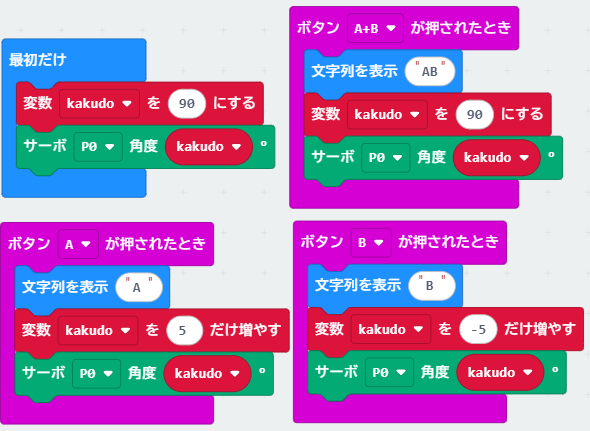 最初だけ
変数 kakudo を 90 にする
サーボ P0 角度 kakudo °
ボタン A+B が押されたとき
文字列を表示 "AB"
変数 kakudo を 90 にする
サーボ P0 角度 kakudo °
ボタン A が押されたとき
文字列を表示 "A "
変数 kakudo を 5 だけ増やす
サーボ P0 角度 kakudo °
ボタン B が押されたとき
文字列を表示 "B "
変数 kakudo を -5 だけ増やす
サーボ P0 角度 kakudo °